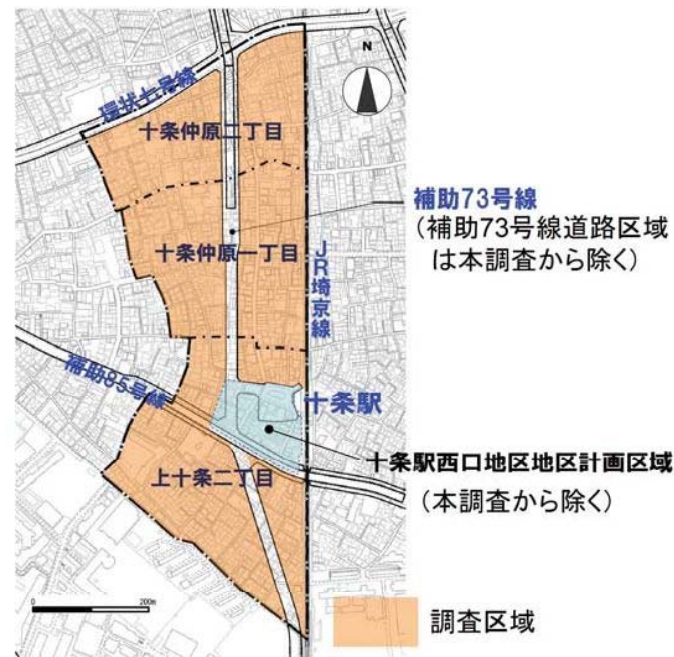 N
環状七号線
十条仲原二丁目
補助73号線
(補助73号線道路区域
は本調査から除く)
十条仲原一丁目
JR埼京線
補助85号線
十条駅
十条駅西口地区地区計画区域
(本調査から除く)
上十条二丁目
0 200m
調査区域